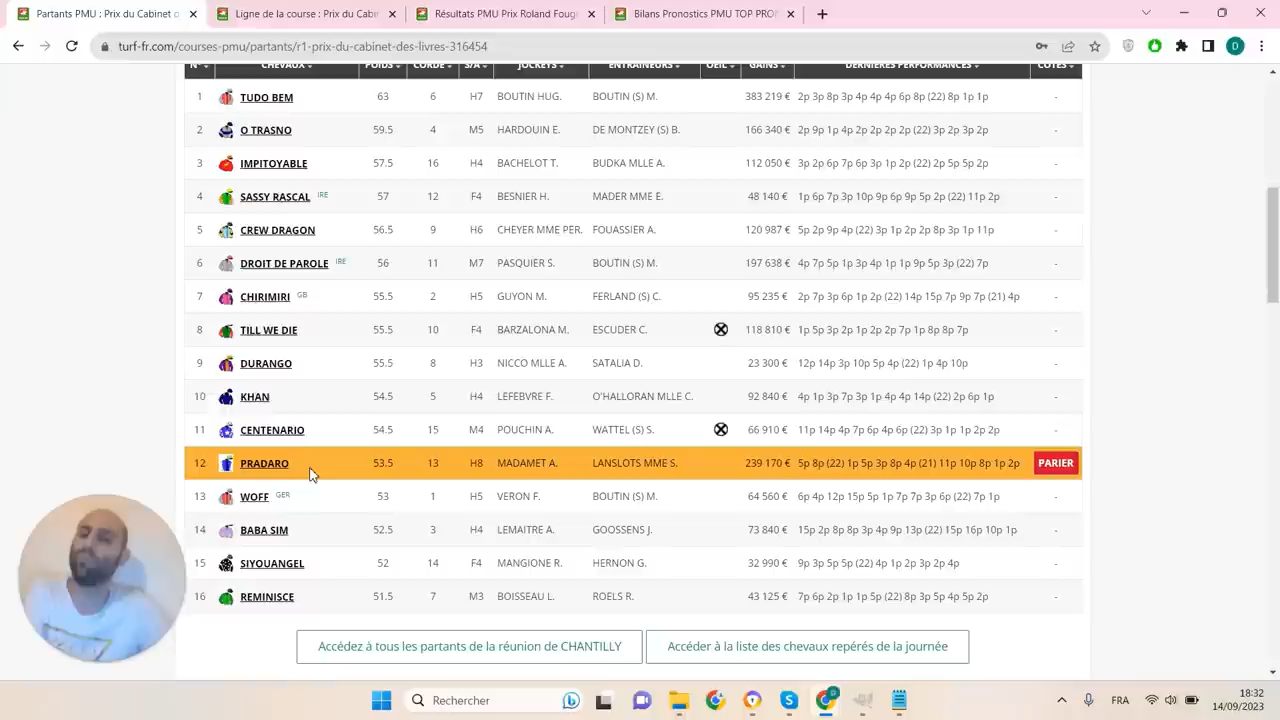 Partants PMU : Prix du Cabinet d
Ligne de la course : Prix du Cabi
Résultats PMU Prix Roland Foug
Bilans Pronostics PMU TOP PRO
turf-fr.com/courses-pmu/partants/r1-prix-du-cabinet-des-livres-316454
N° CHEVAUX POIDS CORDE S/A JOCKEYS ENTRAINEURS OEIL GAINS DERNIÈRES PERFORMANCES COTES
1 TUDO BEM 63 6 H7 BOUTIN HUG. BOUTIN (S) M. 383 219 € 2p 3p 8p 3p 4p 4p 4p 6p 8p (22) 8p 1p 1p -
2 O TRASNO 59.5 4 M5 HARDOUIN E. DE MONTZEY (S) B. 166 340 € 2p 9p 1p 4p 2p 2p 2p 2p (22) 3p 2p 3p 2p -
3 IMPITOYABLE 57.5 16 H4 BACHELOT T. BUDKA MLLE A. 112 050 € 3p 2p 6p 7p 6p 3p 1p 2p (22) 2p 5p 5p 2p -
4 SASSY RASCAL IRE 57 12 F4 BESNIER H. MADER MME E. 48 140 € 1p 6p 7p 3p 10p 9p 6p 9p 5p 2p (22) 11p 2p -
5 CREW DRAGON 56.5 9 H6 CHEYER MME PER. FOUASSIER A. 120 987 € 5p 2p 9p 4p (22) 3p 1p 2p 2p 8p 3p 1p 11p -
6 DROIT DE PAROLE IRE 56 11 M7 PASQUIER S. BOUTIN (S) M. 197 638 € 4p 7p 5p 1p 3p 4p 1p 1p 9p 5p 3p (22) 7p -
7 CHIRIMIRI GB 55.5 2 H5 GUYON M. FERLAND (S) C. 95 235 € 2p 7p 3p 6p 1p 2p (22) 14p 15p 7p 9p 7p (21) 4p -
8 TILL WE DIE 55.5 10 F4 BARZALONA M. ESCUDER C. 118 810 € 1p 5p 3p 2p 1p 2p 2p 7p 1p 8p 8p 7p -
9 DURANGO 55.5 8 H3 NICCO MLLE A. SATALIA D. 23 300 € 12p 14p 3p 10p 5p 4p (22) 1p 4p 10p -
10 KHAN 54.5 5 H4 LEFEBVRE F. O'HALLORAN MLLE C. 92 840 € 4p 1p 3p 7p 3p 1p 4p 4p 14p (22) 2p 6p 1p -
11 CENTENARIO 54.5 15 M4 POUCHIN A. WATTEL (S) S. 66 910 € 11p 14p 4p 7p 6p 4p 6p (22) 3p 1p 1p 2p 2p -
12 PRADARO 53.5 13 H8 MADAMET A. LANSLOTS MME S. 239 170 € 5p 8p (22) 1p 5p 3p 8p 4p (21) 11p 10p 8p 1p 2p PARIER
13 WOFF GER 53 1 H5 VERON F. BOUTIN (S) M. 64 560 € 6p 4p 12p 15p 5p 1p 7p 7p 3p 6p (22) 7p 1p -
14 BABA SIM 52.5 3 H4 LEMAITRE A. GOOSSENS J. 73 840 € 15p 2p 8p 8p 3p 4p 9p 13p (22) 15p 16p 10p 1p -
15 SIYOUANGEL 52 14 F4 MANGIONE R. HERNON G. 32 990 € 9p 3p 5p 5p (22) 4p 1p 2p 3p 2p 4p -
16 REMINISCE 51.5 7 M3 BOISSEAU L. ROELS R. 43 125 € 7p 6p 2p 1p 1p 5p (22) 8p 3p 5p 4p 5p 2p -
Accédez à tous les partants de la réunion de CHANTILLY
Accéder à la liste des chevaux repérés de la journée
Rechercher
FRA
18:32
14/09/2023